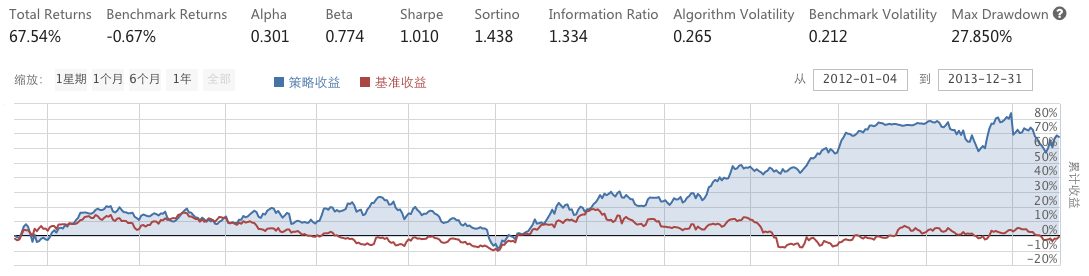 Total Returns Benchmark Returns Alpha Beta Sharpe Sortino Information Ratio Algorithm Volatility Benchmark Volatility Max Drawdown ?
67.54% -0.67% 0.301 0.774 1.010 1.438 1.334 0.265 0.212 27.850%
缩放: 1星期 1个月 6个月 1年 全部 策略收益 基准收益 从 2012-01-04 到 2013-12-31
80%
70%
60%
50%
40%
30%
20%
10%
0%
-10%
-20%
累计收益